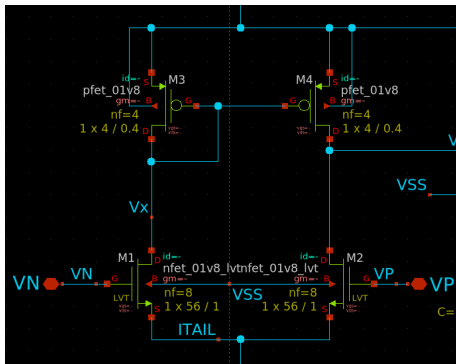 id=-
M3
S
pfet_01v8
B
gm=-
G
nf=4
1 x 4 / 0.4
D
id=-
M4
S
pfet_01v8
B
gm=-
G
nf=4
1 x 4 / 0.4
D
V
VSS
Vx
M1
id=-
D
nfet_01v8_lvt
nfet_01v8_lvt
id=-
D
M2
gm=-
B
VSS
gm=-
B
VN
VN
G
LVT
nf=8
1 x 56 / 1
S
nf=8
1 x 56 / 1
S
LVT
G
VP
VP
ITAIL
C=